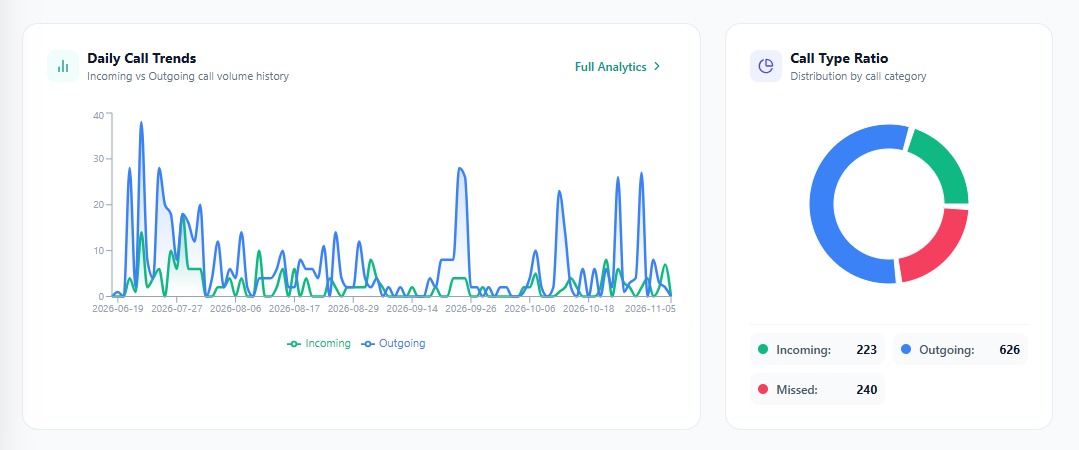 Daily Call Trends
Incoming vs Outgoing call volume history
Full Analytics
40
30
20
10
0
2026-06-19 2026-07-27 2026-08-06 2026-08-17 2026-08-29 2026-09-14 2026-09-26 2026-10-06 2026-10-18 2026-11-05
Incoming Outgoing
Call Type Ratio
Distribution by call category
Incoming: 223 Outgoing: 626
Missed: 240